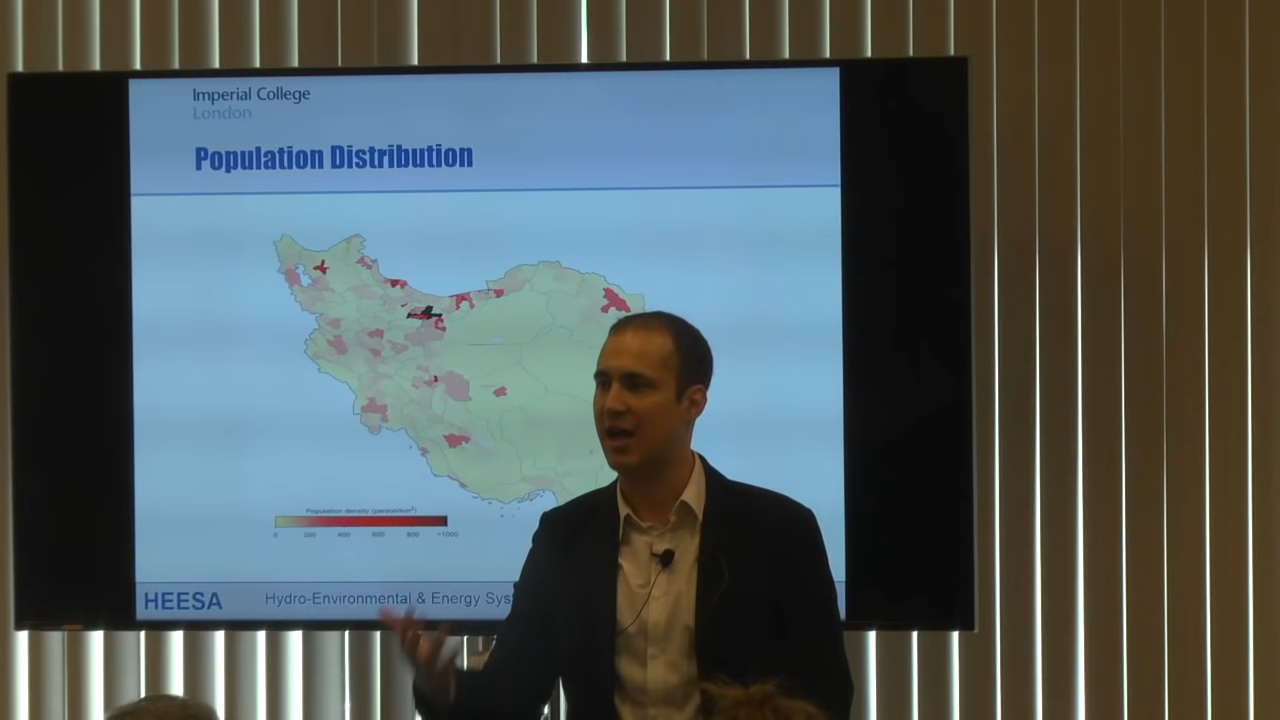 Imperial College
London
Population Distribution
Population density (person/km²)
0 200 400 600 800 >1000
HEESA
Hydro-Environmental & Energy